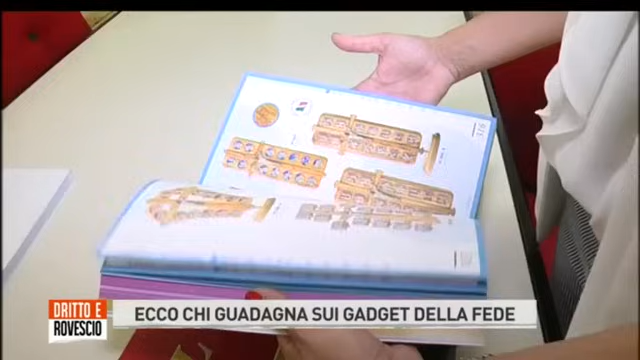 DRITTO E
ROVESCIO
ECCO CHI GUADAGNA SUI GADGET DELLA FEDE